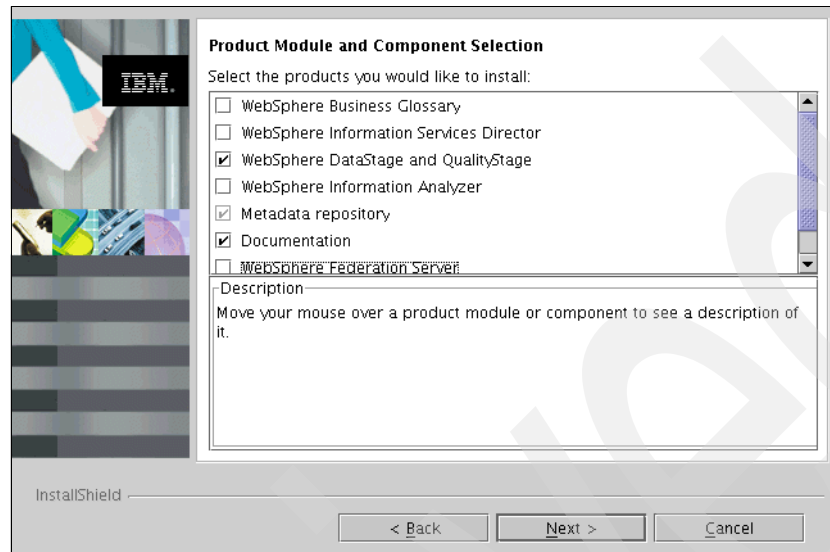 IBM.
Product Module and Component Selection
Select the products you would like to install:
WebSphere Business Glossary
WebSphere Information Services Director
WebSphere DataStage and QualityStage
WebSphere Information Analyzer
Metadata repository
Documentation
WebSphere Federation Server
Description
Move your mouse over a product module or component to see a description of
it.
InstallShield
< Back
Next >
Cancel